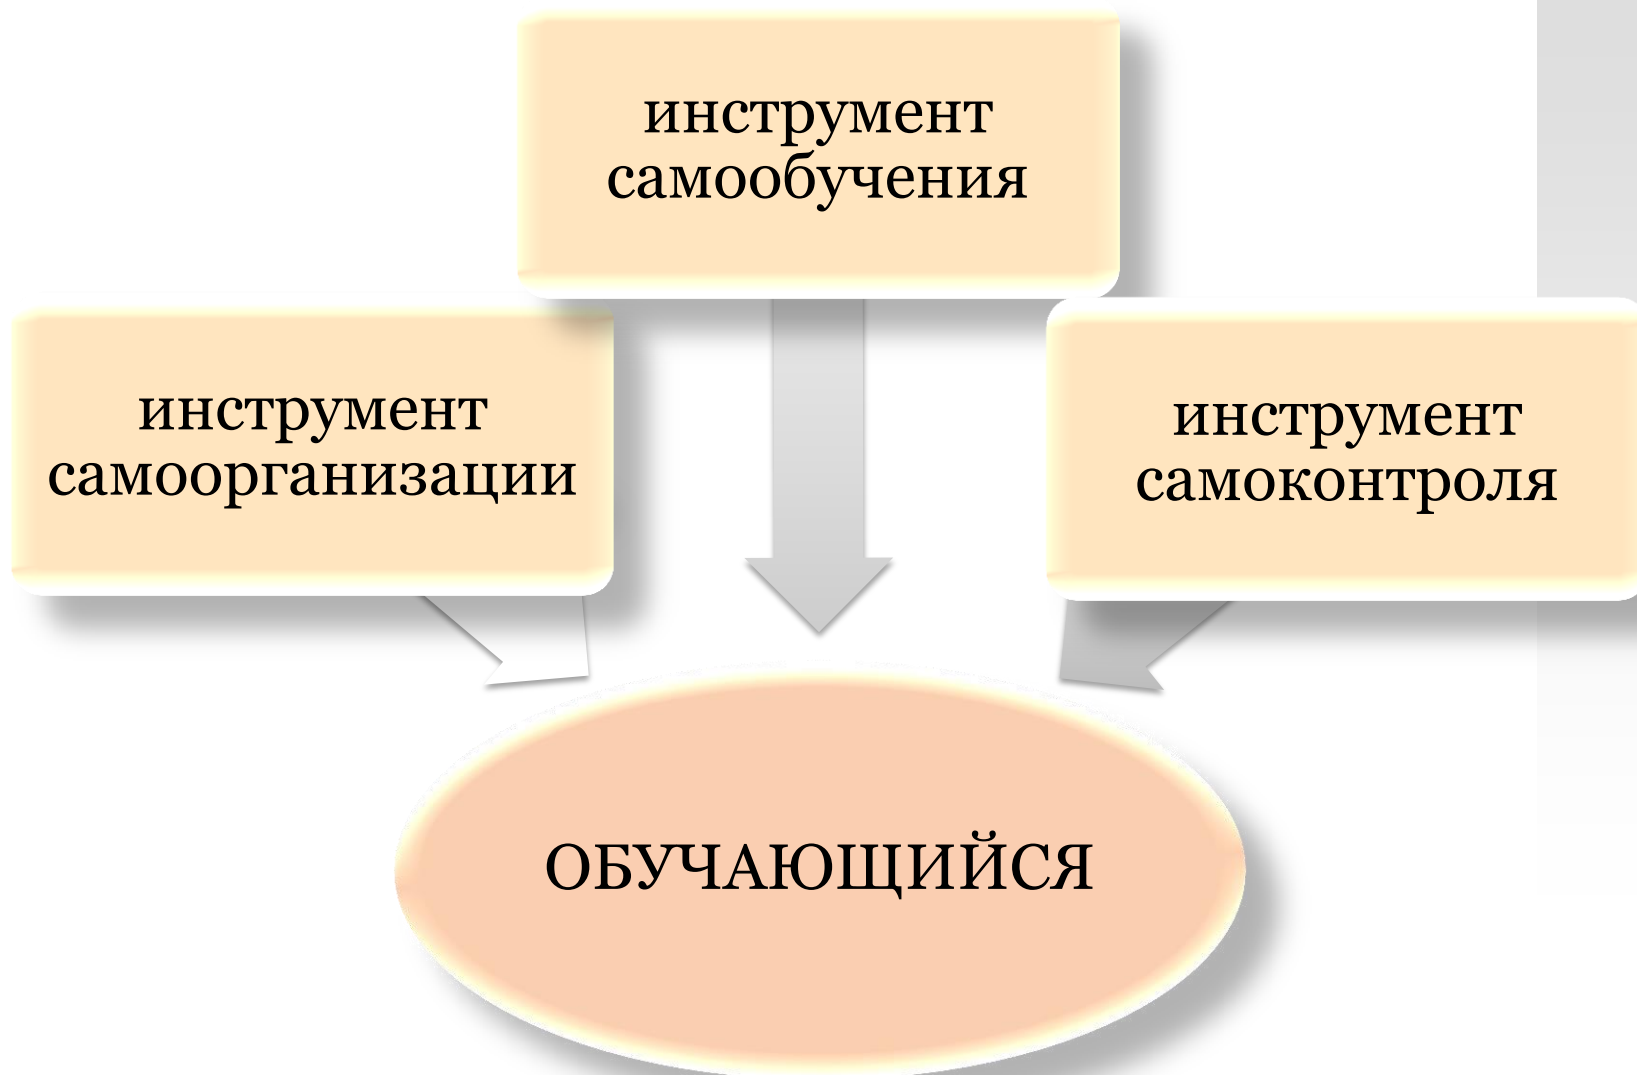 инструмент
самообучения
инструмент
самоорганизации
инструмент
самоконтроля
ОБУЧАЮЩИЙСЯ